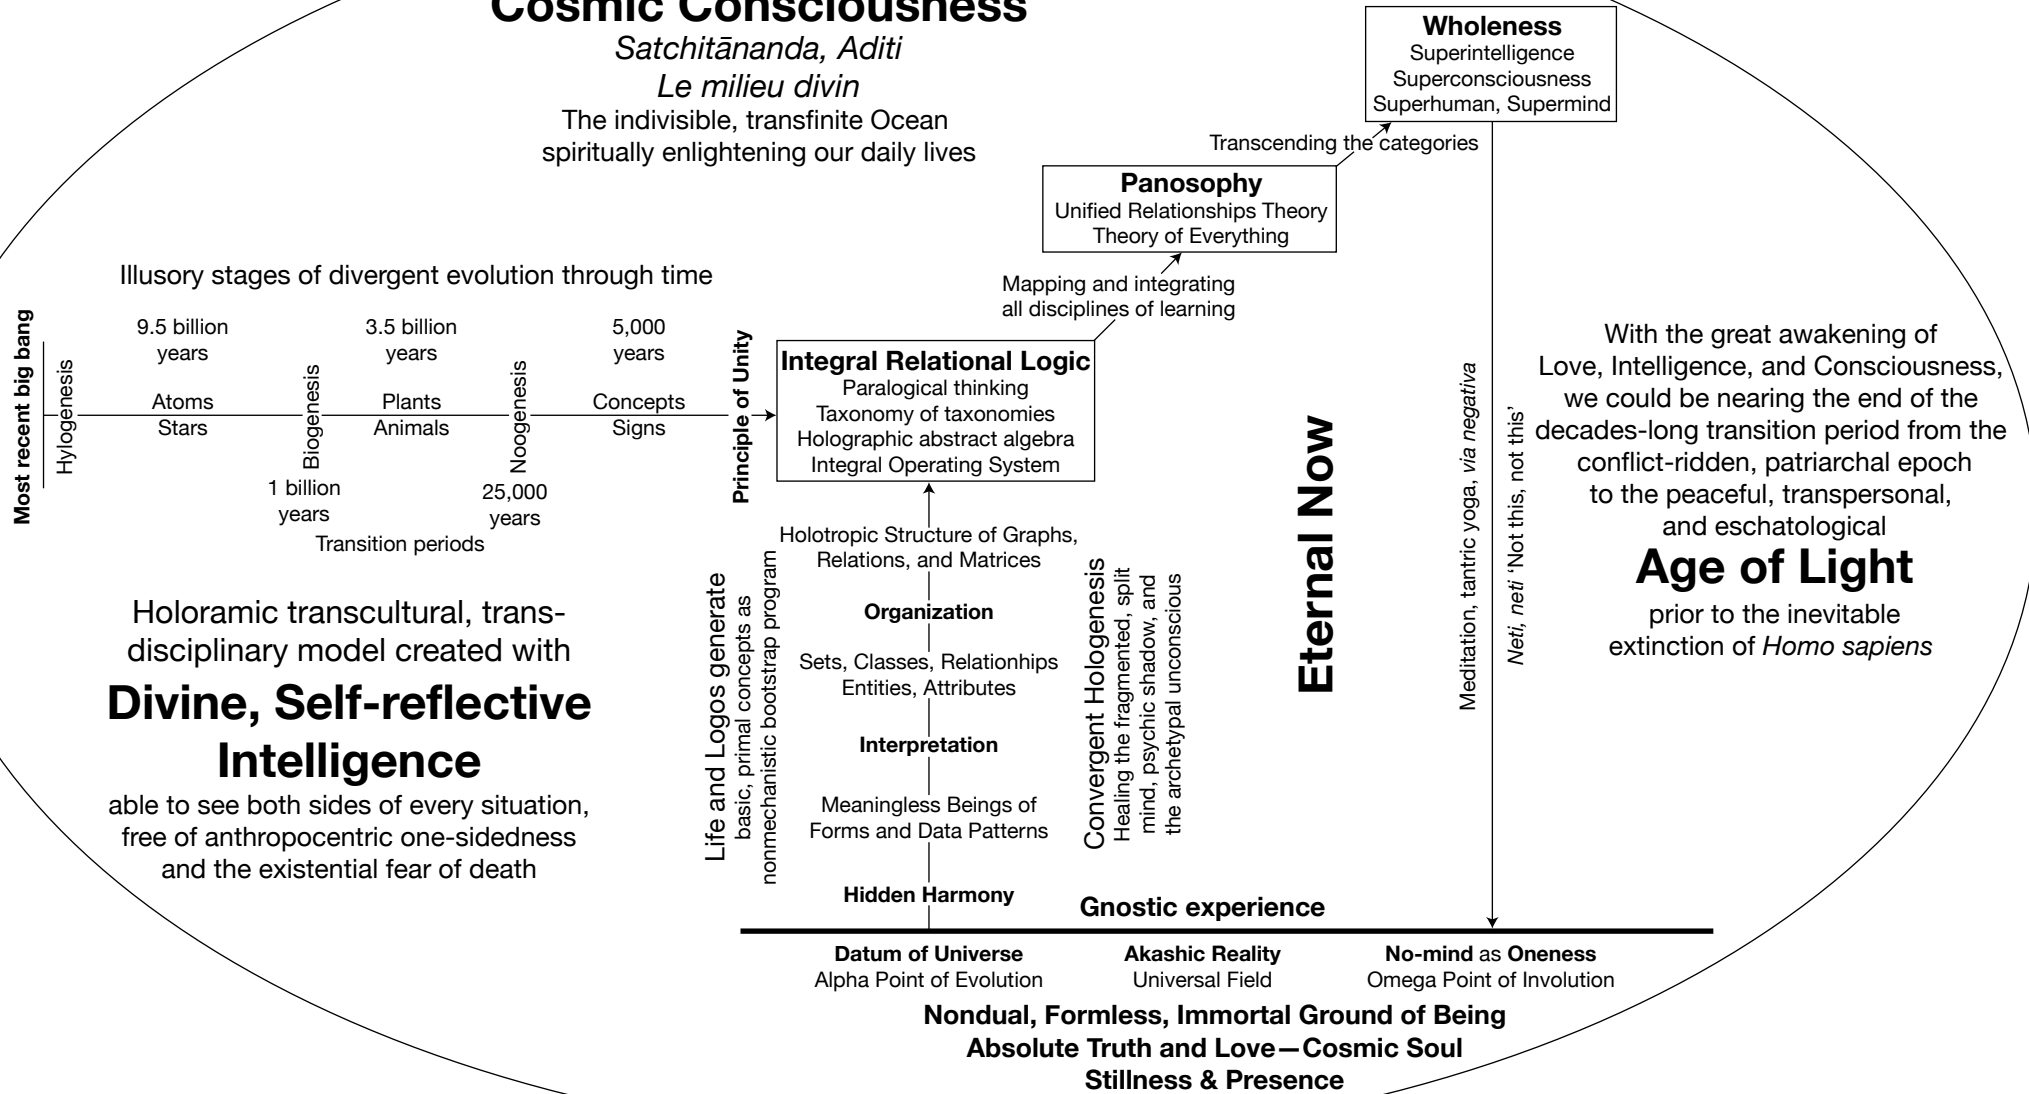 Cosmic Consciousness
Satchitānanda, Aditi
Le milieu divin
The indivisible, transfinite Ocean
spiritually enlightening our daily lives
Wholeness
Superintelligence
Superconsciousness
Superhuman, Supermind
Transcending the categories
Panosophy
Unified Relationships Theory
Theory of Everything
Mapping and integrating
all disciplines of learning
Illusory stages of divergent evolution through time
Most recent big bang
Hylogenesis
9.5 billion
years
Atoms
Stars
Biogenesis
1 billion
years
3.5 billion
years
Plants
Animals
Noogenesis
25,000
years
Transition periods
5,000
years
Concepts
Signs
Principle of Unity
Integral Relational Logic
Paralogical thinking
Taxonomy of taxonomies
Holographic abstract algebra
Integral Operating System
Holotropic Structure of Graphs,
Relations, and Matrices
Organization
Sets, Classes, Relationhips
Entities, Attributes
Interpretation
Meaningless Beings of
Forms and Data Patterns
Hidden Harmony
Life and Logos generate
basic, primal concepts as
nonmechanistic bootstrap program
Convergent Hologenesis
Healing the fragmented, split
mind, psychic shadow, and
the archetypal unconscious
Eternal Now
Meditation, tantric yoga, via negativa
Neti, neti ‘Not this, not this’
With the great awakening of
Love, Intelligence, and Consciousness,
we could be nearing the end of the
decades-long transition period from the
conflict-ridden, patriarchal epoch
to the peaceful, transpersonal,
and eschatological
Age of Light
prior to the inevitable
extinction of Homo sapiens
Holoramic transcultural, trans-
disciplinary model created with
Divine, Self-reflective
Intelligence
able to see both sides of every situation,
free of anthropocentric one-sidedness
and the existential fear of death
Gnostic experience
Datum of Universe
Alpha Point of Evolution
Akashic Reality
Universal Field
No-mind as Oneness
Omega Point of Involution
Nondual, Formless, Immortal Ground of Being
Absolute Truth and Love—Cosmic Soul
Stillness & Presence